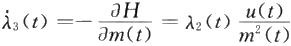 λ̇₃(t) = −∂H/∂m(t) = λ₂(t) u(t)/m²(t)